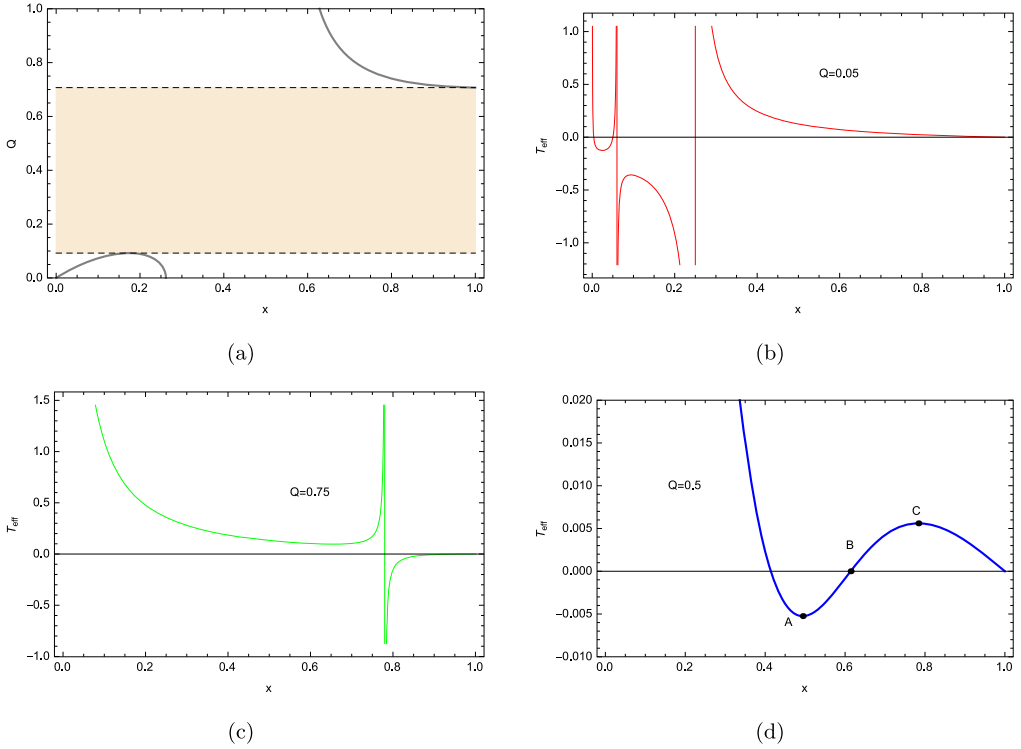 1.0
0.8
0.6
0.4
0.2
0.0
Q
0.0 0.2 0.4 0.6 0.8 1.0
x
(a)
1.0
0.5
0.0
−0.5
−1.0
T_eff
Q=0.05
0.0 0.2 0.4 0.6 0.8 1.0
x
(b)
1.5
1.0
0.5
0.0
−0.5
−1.0
T_eff
Q=0.75
0.0 0.2 0.4 0.6 0.8 1.0
x
(c)
0.020
0.015
0.010
0.005
0.000
−0.005
−0.010
T_eff
Q=0.5
C
B
A
0.0 0.2 0.4 0.6 0.8 1.0
x
(d)